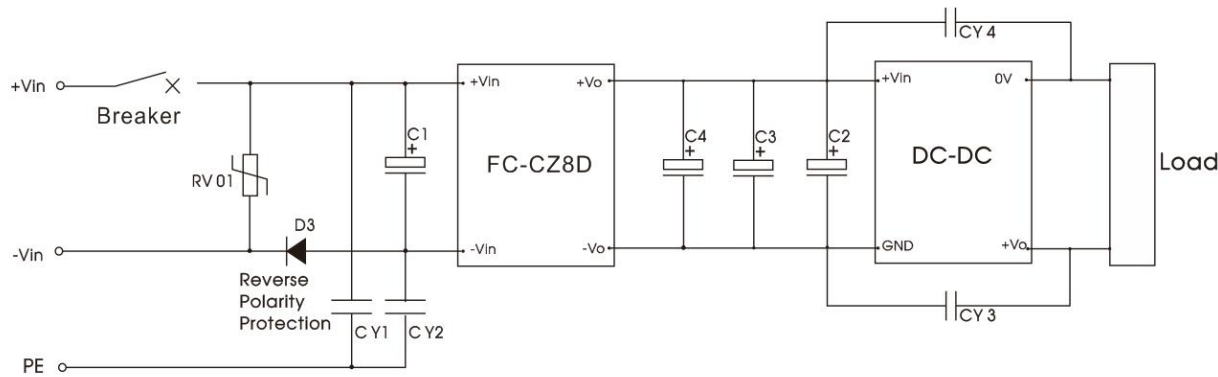 CY 4
+Vin
Breaker
+Vin
+Vo
+Vin
0V
C1
+
C4
+
C3
+
C2
+
FC-CZ8D
DC-DC
Load
RV 01
D3
-Vin
-Vin
-Vo
GND
+Vo
Reverse
Polarity
Protection
C Y1
CY2
CY 3
PE